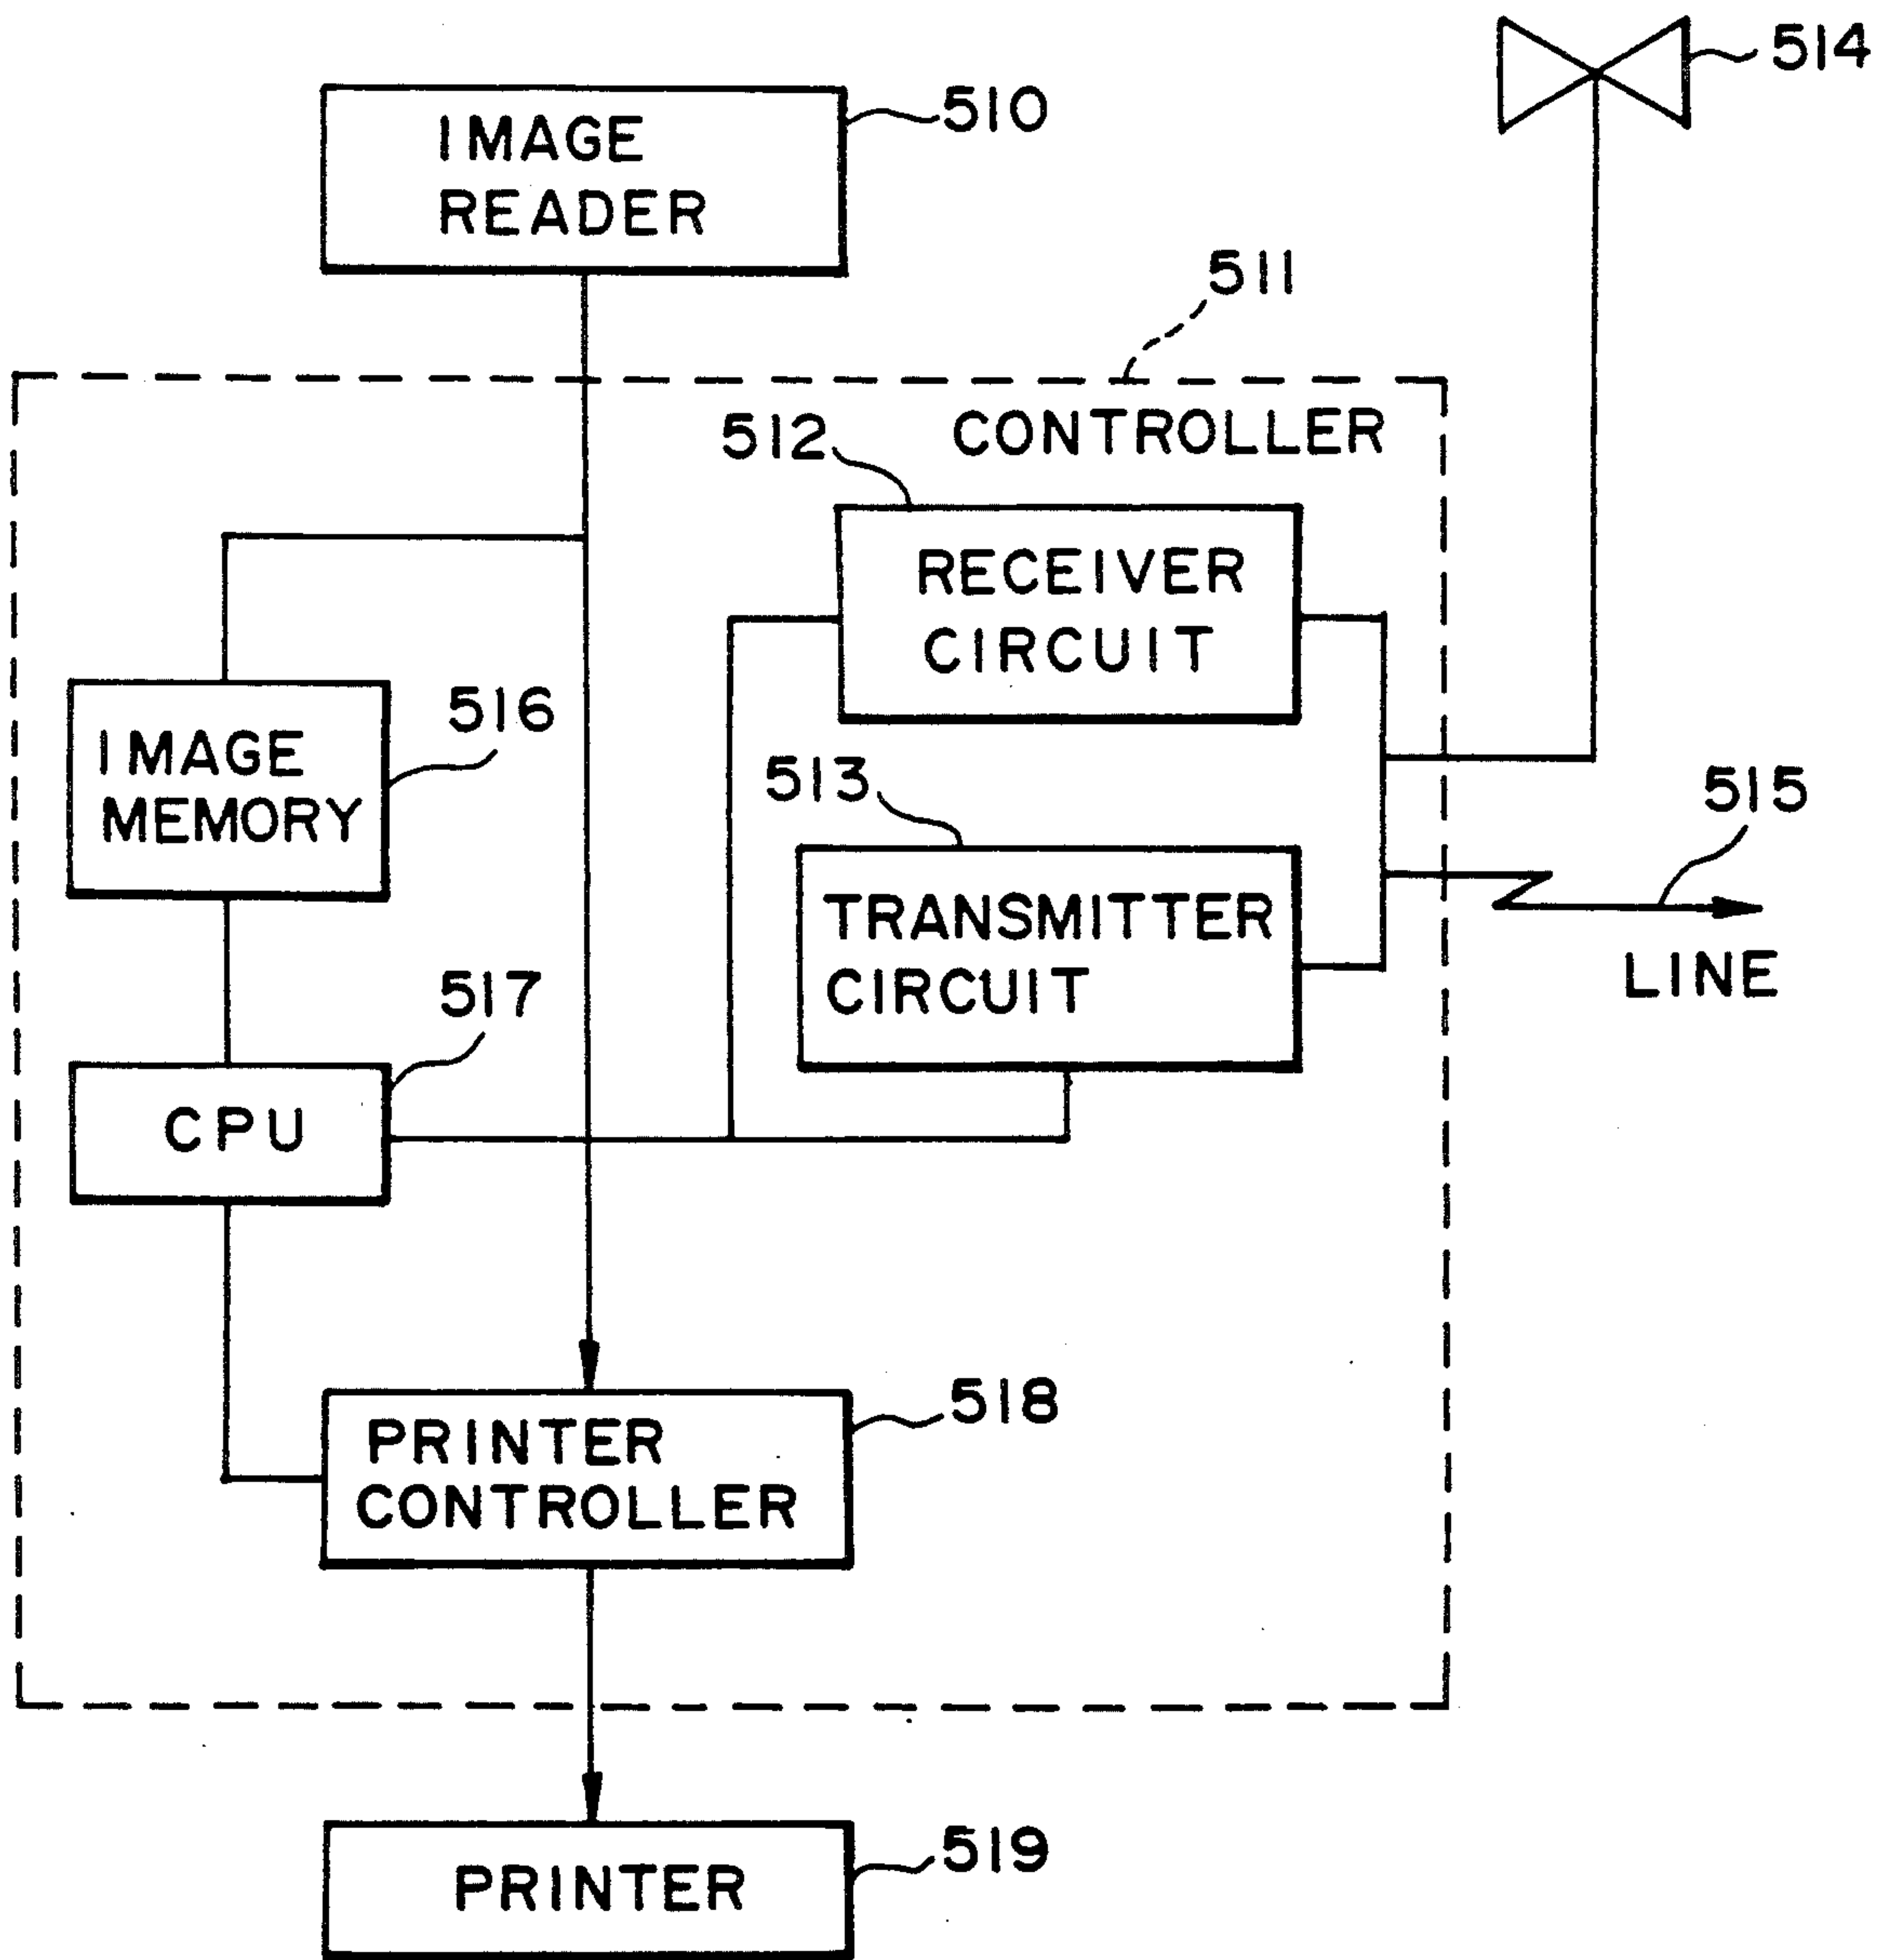 514
510
IMAGE
READER
511
CONTROLLER
512
RECEIVER
CIRCUIT
516
IMAGE
MEMORY
513
515
TRANSMITTER
CIRCUIT
LINE
517
CPU
518
PRINTER
CONTROLLER
519
PRINTER